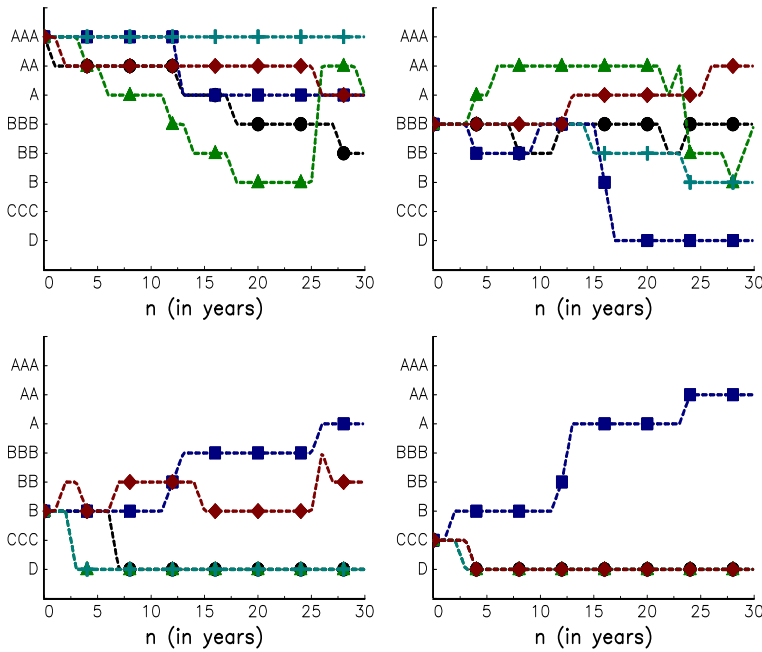 AAA AAA
AA AA
A A
BBB BBB
BB BB
B B
CCC CCC
D D
0 5 10 15 20 25 30 0 5 10 15 20 25 30
n (in years) n (in years)
AAA AAA
AA AA
A A
BBB BBB
BB BB
B B
CCC CCC
D D
0 5 10 15 20 25 30 0 5 10 15 20 25 30
n (in years) n (in years)